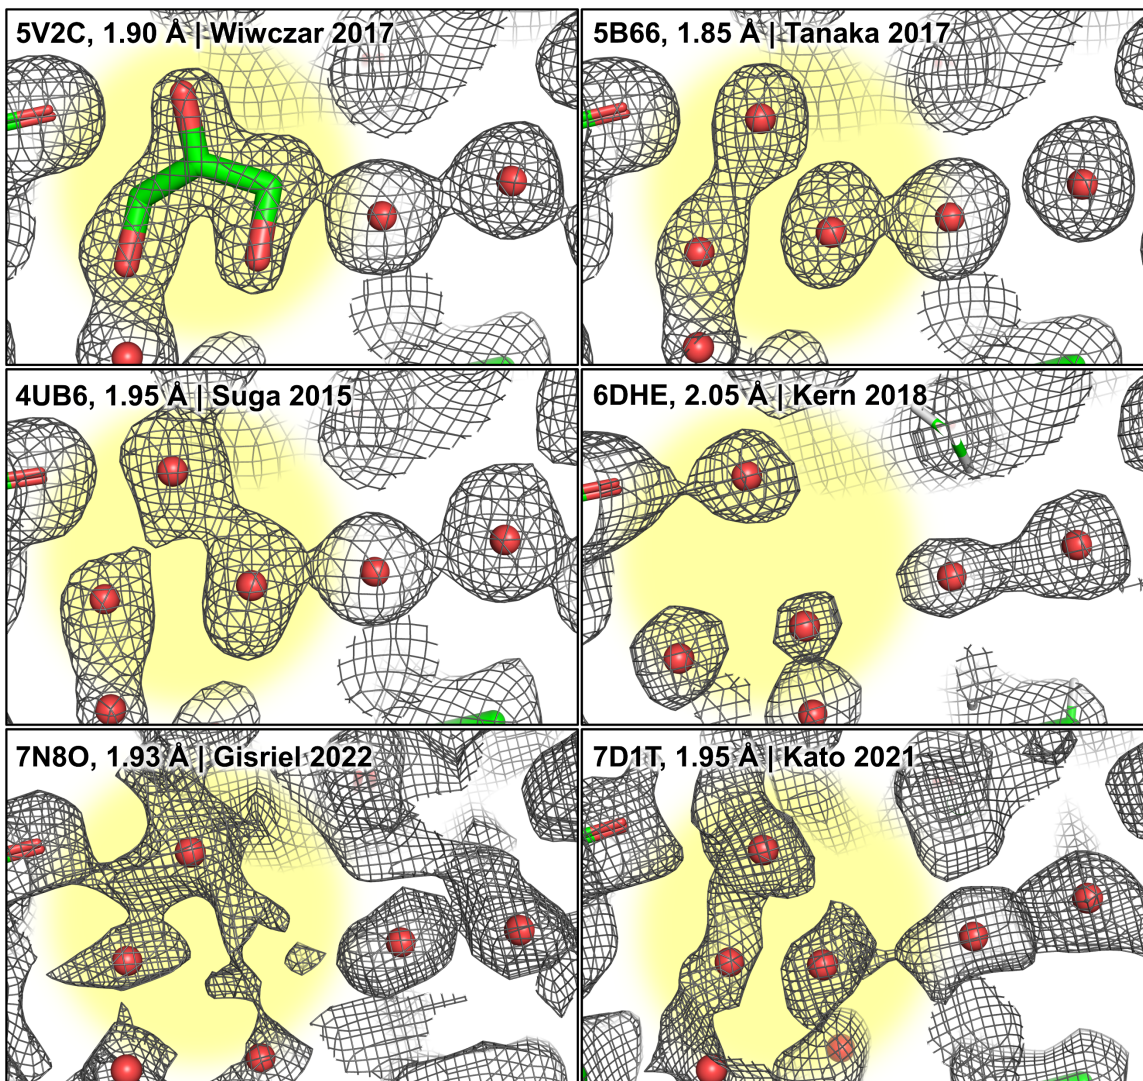 5V2C, 1.90 Å | Wiwczar 2017
5B66, 1.85 Å | Tanaka 2017
4UB6, 1.95 Å | Suga 2015
6DHE, 2.05 Å | Kern 2018
7N8O, 1.93 Å | Gisriel 2022
7D1T, 1.95 Å | Kato 2021